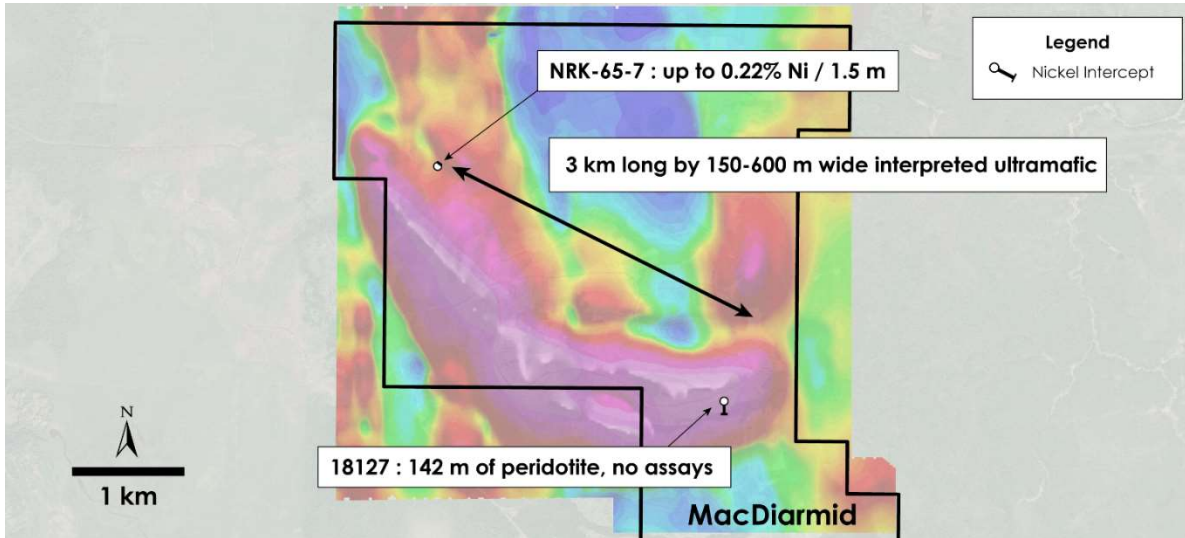 Legend
Nickel Intercept
NRK-65-7 : up to 0.22% Ni / 1.5 m
3 km long by 150-600 m wide interpreted ultramafic
N
1 km
18127 : 142 m of peridotite, no assays
MacDiarmid